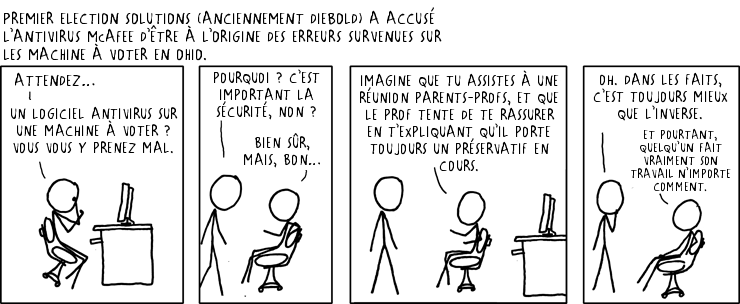 PREMIER ELECTION SOLUTIONS (ANCIENNEMENT DIEBOLD) A ACCUSÉ
L'ANTIVIRUS McAFEE D'ÊTRE À L'ORIGINE DES ERREURS SURVENUES SUR
LES MACHINE À VOTER EN OHIO.
ATTENDEZ...
UN LOGICIEL ANTIVIRUS SUR
UNE MACHINE À VOTER ?
VOUS VOUS Y PRENEZ MAL.
POURQUOI ? C'EST
IMPORTANT LA
SÉCURITÉ, NON ?
BIEN SÛR,
MAIS, BON...
IMAGINE QUE TU ASSISTES À UNE
RÉUNION PARENTS-PROFS, ET QUE
LE PROF TENTE DE TE RASSURER
EN T'EXPLIQUANT QU'IL PORTE
TOUJOURS UN PRÉSERVATIF EN
COURS.
OH. DANS LES FAITS,
C'EST TOUJOURS MIEUX
QUE L'INVERSE.
ET POURTANT,
QUELQU'UN FAIT
VRAIMENT SON
TRAVAIL N'IMPORTE
COMMENT.